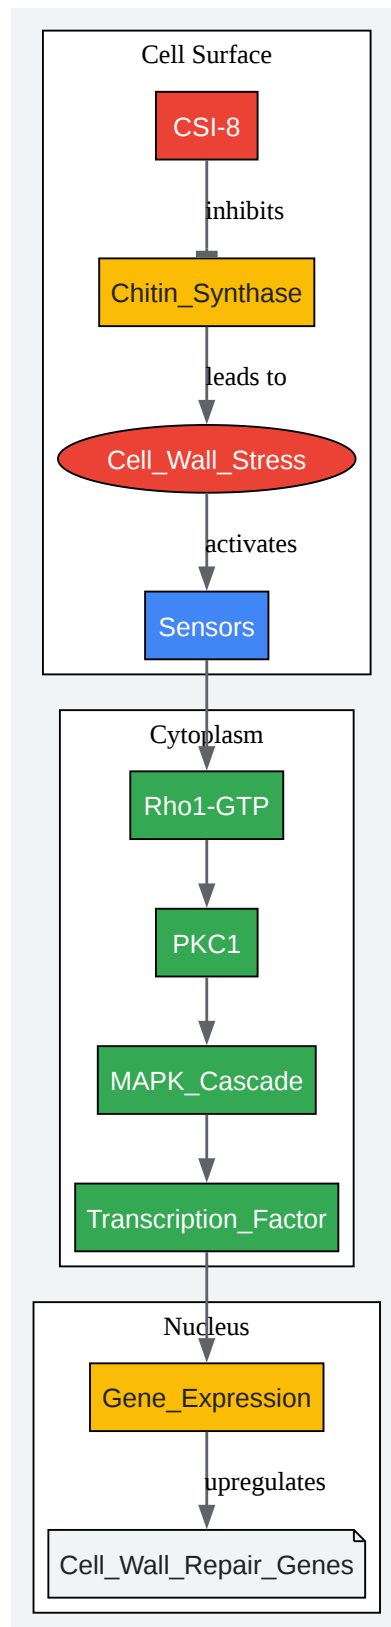 Cell Surface
CSI-8
inhibits
Chitin_Synthase
leads to
Cell_Wall_Stress
activates
Sensors
Cytoplasm
Rho1-GTP
PKC1
MAPK_Cascade
Transcription_Factor
Nucleus
Gene_Expression
upregulates
Cell_Wall_Repair_Genes